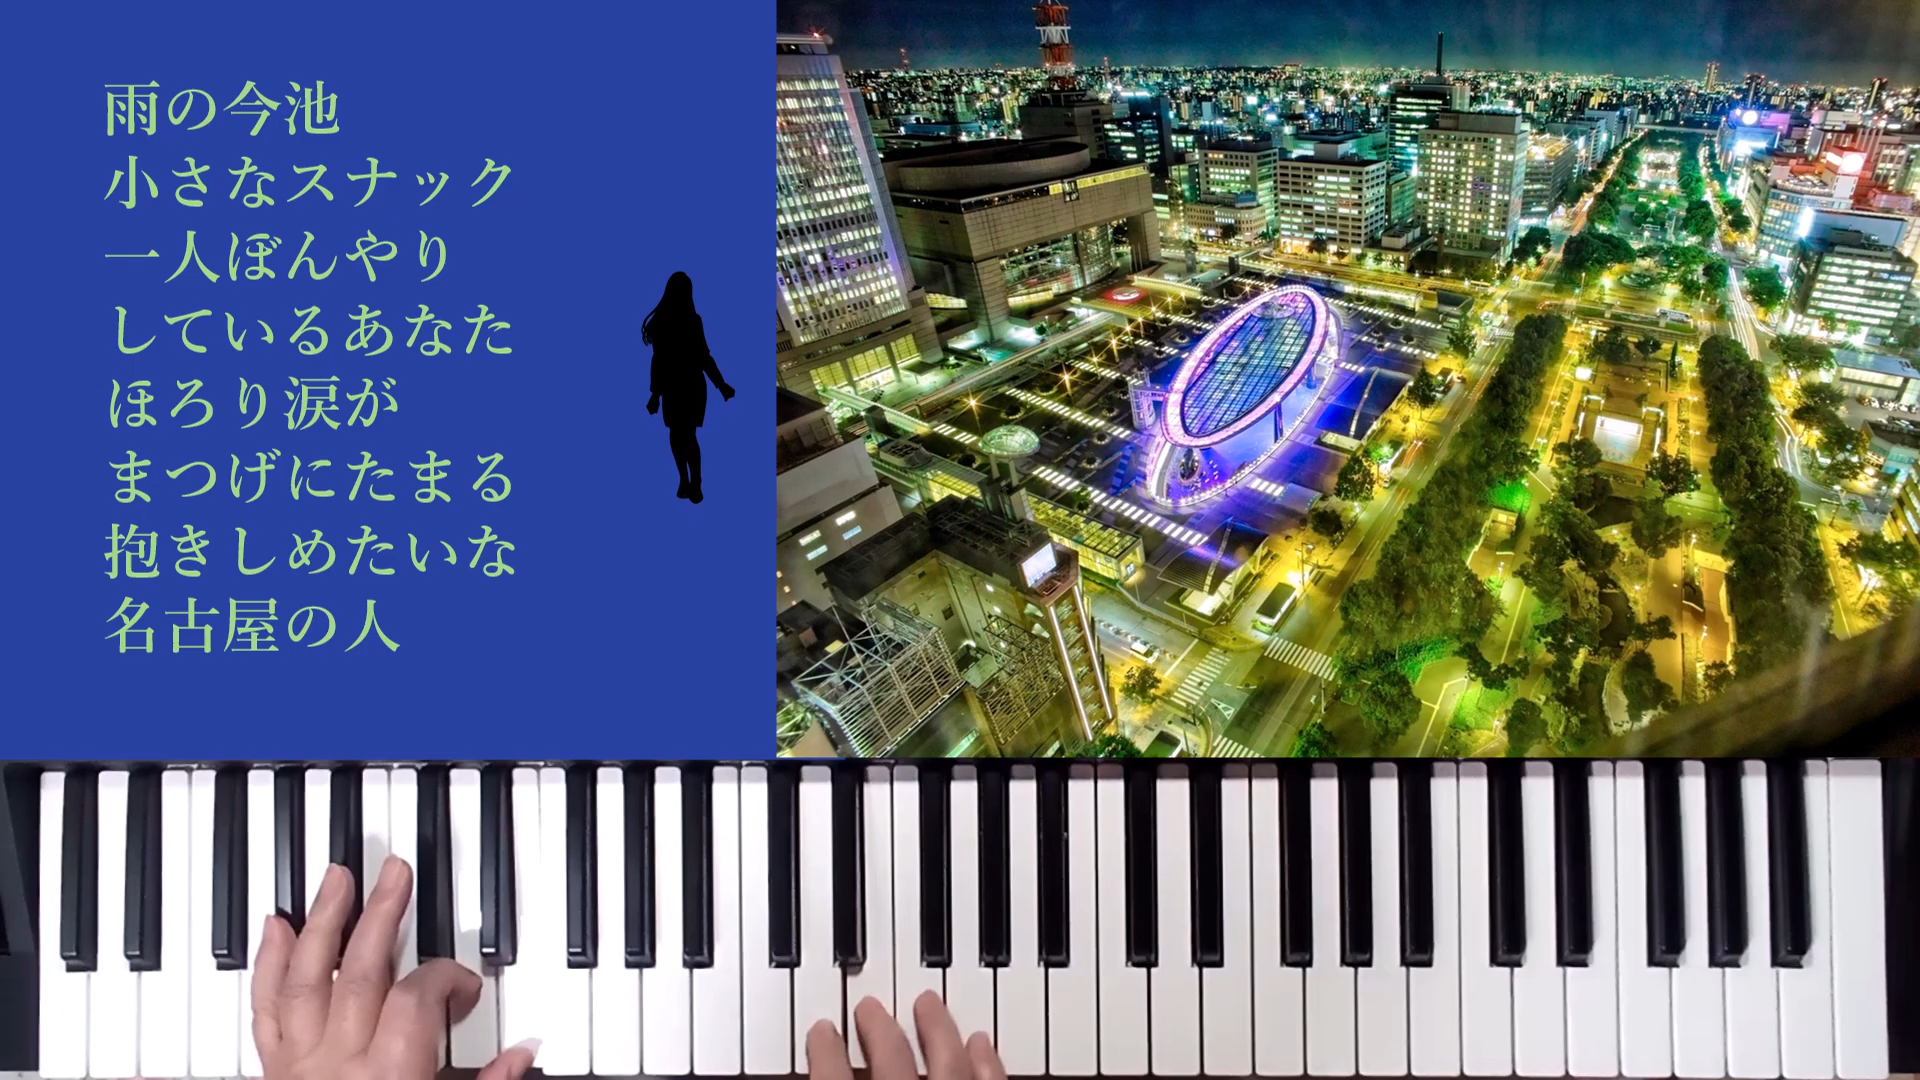 雨の今池
小さなスナック
一人ぼんやり
しているあなた
ほろり涙が
まつげにたまる
抱きしめたいな
名古屋の人